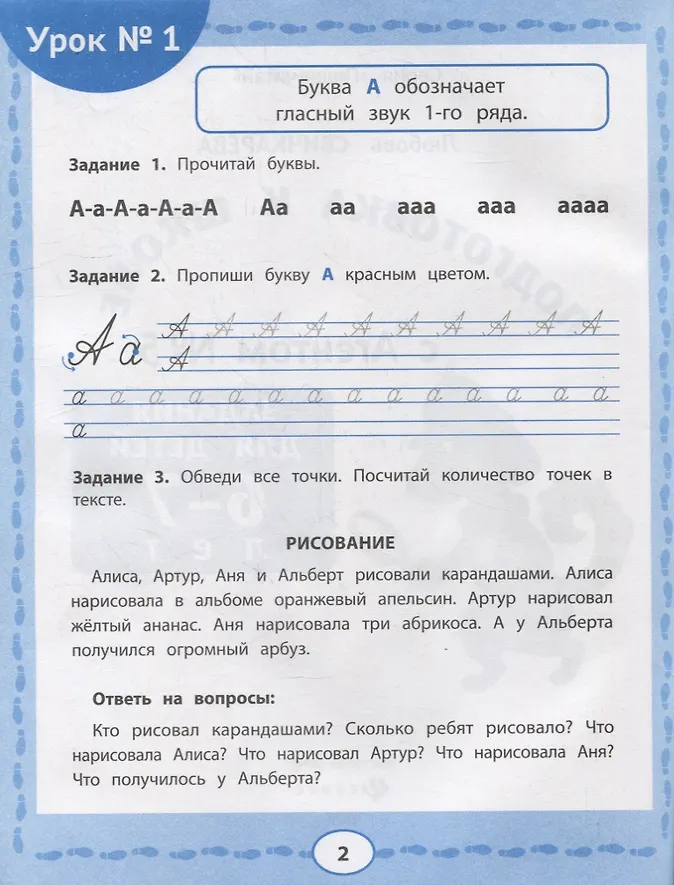 Урок № 1
Буква А обозначает
гласный звук 1-го ряда.
Задание 1. Прочитай буквы.
А-а-А-а-А-а-А Аа аа ааа ааа аааа
Задание 2. Пропиши букву А красным цветом.
А а А А А А А А А А А А
А
а а а а а а а а а а а а а а
а
Задание 3. Обведи все точки. Посчитай количество точек в
тексте.
РИСОВАНИЕ
Алиса, Артур, Аня и Альберт рисовали карандашами. Алиса
нарисовала в альбоме оранжевый апельсин. Артур нарисовал
жёлтый ананас. Аня нарисовала три абрикоса. А у Альберта
получился огромный арбуз.
Ответь на вопросы:
Кто рисовал карандашами? Сколько ребят рисовало? Что
нарисовала Алиса? Что нарисовал Артур? Что нарисовала Аня?
Что получилось у Альберта?
2